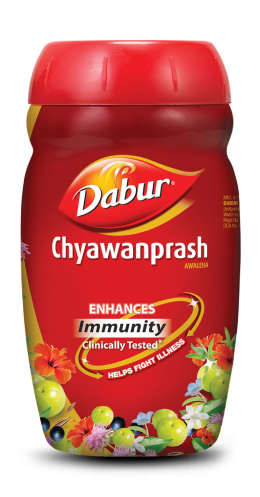 Dabur®
Chyawanprash
AWALEHA
ENHANCES
Immunity
Clinically Tested*
HELPS FIGHT ILLNESS